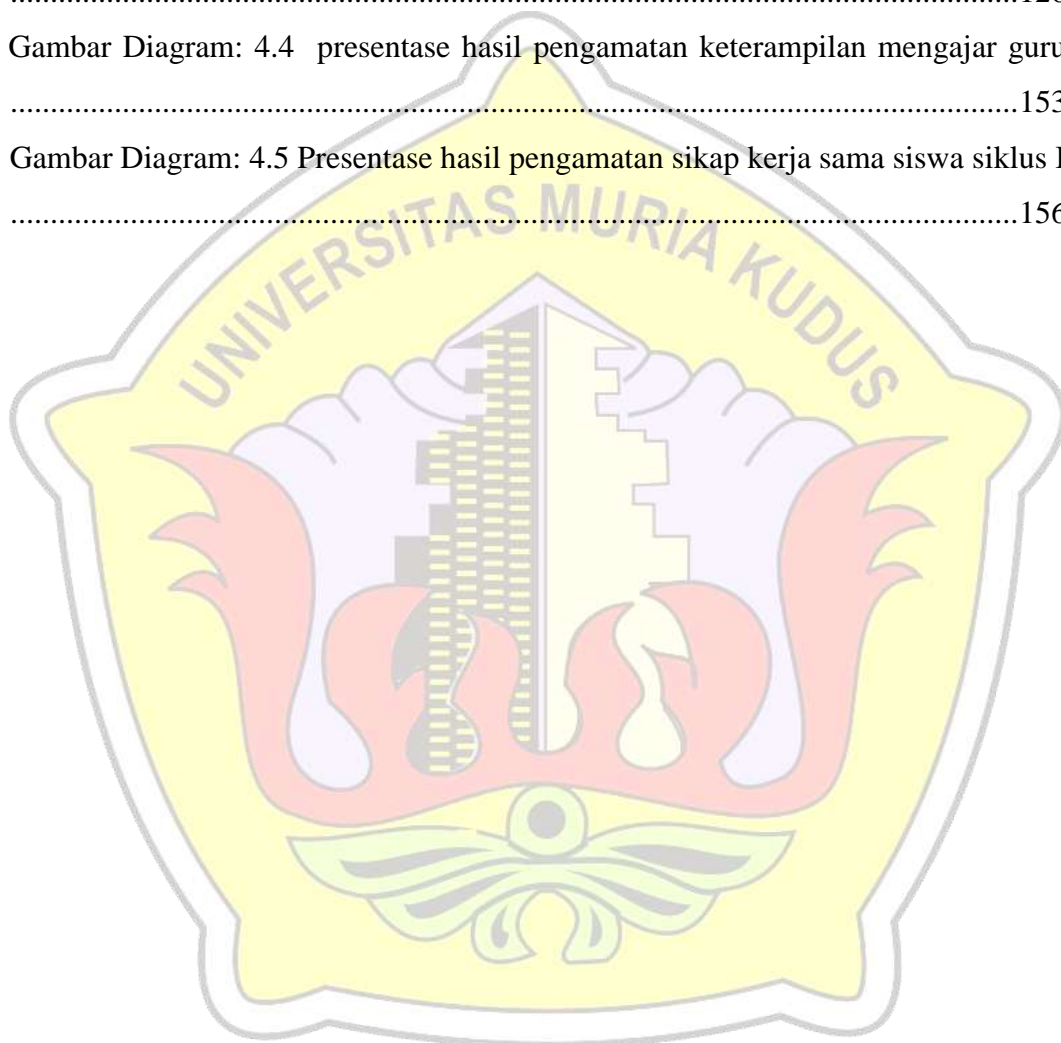 Gambar Diagram: 4.4 presentase hasil pengamatan keterampilan mengajar guru
...............................................................................................................................153
Gambar Diagram: 4.5 Presentase hasil pengamatan sikap kerja sama siswa siklus
...............................................................................................................................156
UNIVERSITAS MURIA KUDUS